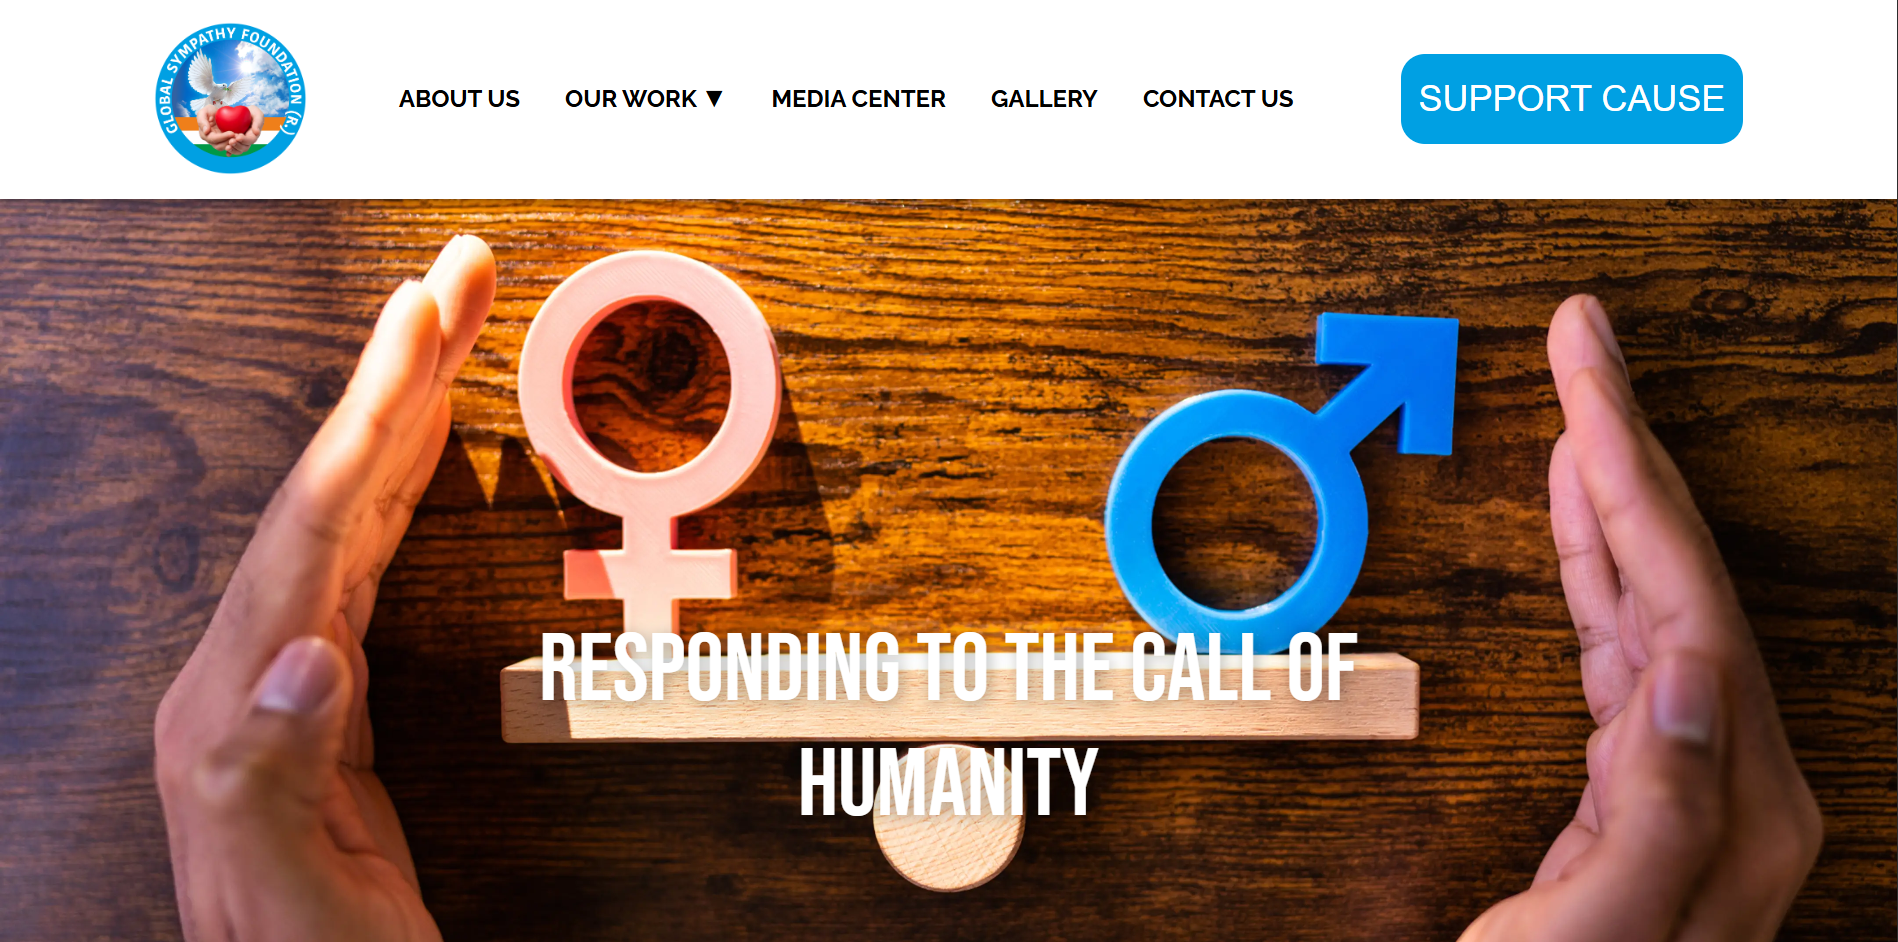 GLOBAL SYMPATHY FOUNDATION (R.)
ABOUT US
OUR WORK ▼
MEDIA CENTER
GALLERY
CONTACT US
SUPPORT CAUSE
RESPONDING TO THE CALL OF
HUMANITY